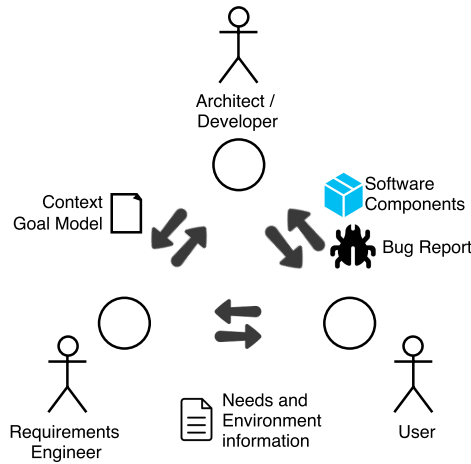 Architect /
Developer
Context
Goal Model
Software
Components
Bug Report
Requirements
Engineer
Needs and
Environment
information
User